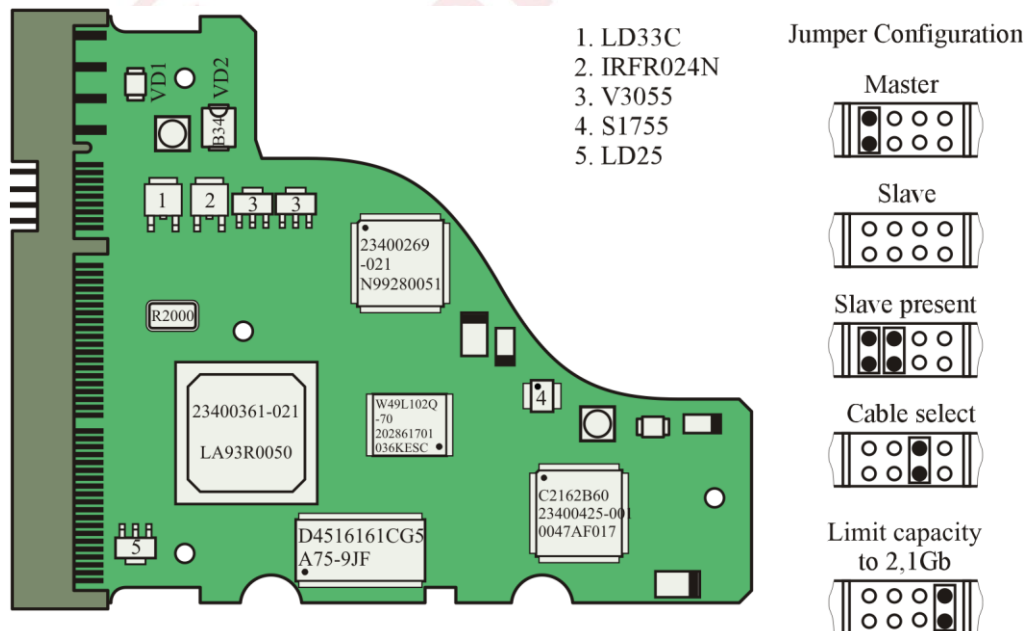 VD1
VD2
B34
1
2
3
3
R2000
23400269
-021
N99280051
23400361-021
LA93R0050
W49L102Q
-70
202861701
036KESC
4
C2162B60
23400425-001
0047AF017
D4516161CG5
A75-9JF
5
1. LD33C
2. IRFR024N
3. V3055
4. S1755
5. LD25
Jumper Configuration
Master
Slave
Slave present
Cable select
Limit capacity
to 2,1Gb